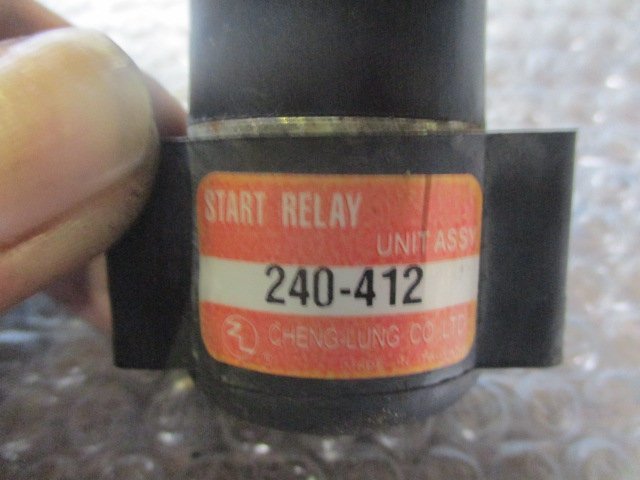 START RELAY
UNIT ASSY
240-412
CHENG LUNG CO LTD